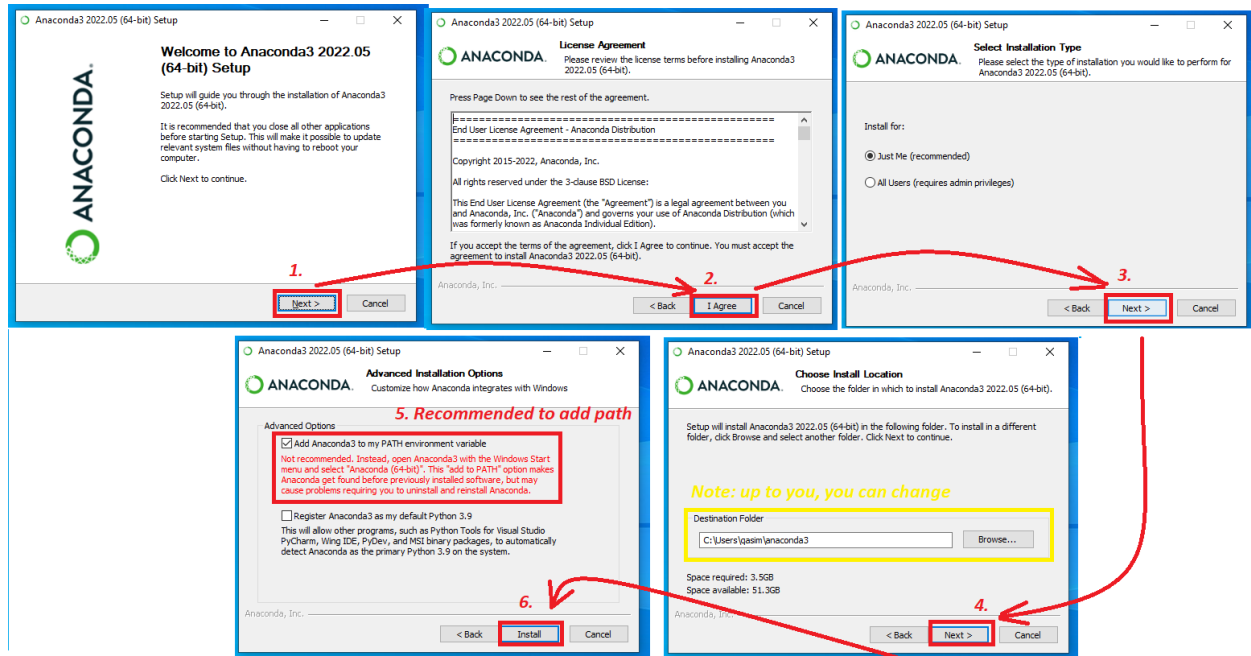 Anaconda3 2022.05 (64-bit) Setup
ANACONDA.
Welcome to Anaconda3 2022.05
(64-bit) Setup
Setup will guide you through the installation of Anaconda3
2022.05 (64-bit).
It is recommended that you close all other applications
before starting Setup. This will make it possible to update
relevant system files without having to reboot your
computer.
Click Next to continue.
1.
Next >
Cancel
Anaconda3 2022.05 (64-bit) Setup
ANACONDA.
License Agreement
Please review the license terms before installing Anaconda3
2022.05 (64-bit).
Press Page Down to see the rest of the agreement.
==================================================
End User License Agreement - Anaconda Distribution
==================================================
Copyright 2015-2022, Anaconda, Inc.
All rights reserved under the 3-clause BSD License:
This End User License Agreement (the "Agreement") is a legal agreement between you
and Anaconda, Inc. ("Anaconda") and governs your use of Anaconda Distribution (which
was formerly known as Anaconda Individual Edition).
If you accept the terms of the agreement, click I Agree to continue. You must accept the
agreement to install Anaconda3 2022.05 (64-bit).
Anaconda, Inc.
2.
< Back
I Agree
Cancel
Anaconda3 2022.05 (64-bit) Setup
ANACONDA.
Select Installation Type
Please select the type of installation you would like to perform for
Anaconda3 2022.05 (64-bit).
Install for:
Just Me (recommended)
All Users (requires admin privileges)
Anaconda, Inc.
3.
< Back
Next >
Cancel
Anaconda3 2022.05 (64-bit) Setup
ANACONDA.
Choose Install Location
Choose the folder in which to install Anaconda3 2022.05 (64-bit).
Setup will install Anaconda3 2022.05 (64-bit) in the following folder. To install in a different
folder, click Browse and select another folder. Click Next to continue.
Note: up to you, you can change
Destination Folder
C:\Users\qasim\anaconda3
Browse...
Space required: 3.5GB
Space available: 51.3GB
Anaconda, Inc.
4.
< Back
Next >
Cancel
Anaconda3 2022.05 (64-bit) Setup
ANACONDA.
Advanced Installation Options
Customize how Anaconda integrates with Windows
5. Recommended to add path
Advanced Options
Add Anaconda3 to my PATH environment variable
Not recommended. Instead, open Anaconda3 with the Windows Start
menu and select "Anaconda (64-bit)". This "add to PATH" option makes
Anaconda get found before previously installed software, but may
cause problems requiring you to uninstall and reinstall Anaconda.
Register Anaconda3 as my default Python 3.9
This will allow other programs, such as Python Tools for Visual Studio
PyCharm, Wing IDE, PyDev, and MSI binary packages, to automatically
detect Anaconda as the primary Python 3.9 on the system.
Anaconda, Inc.
6.
< Back
Install
Cancel